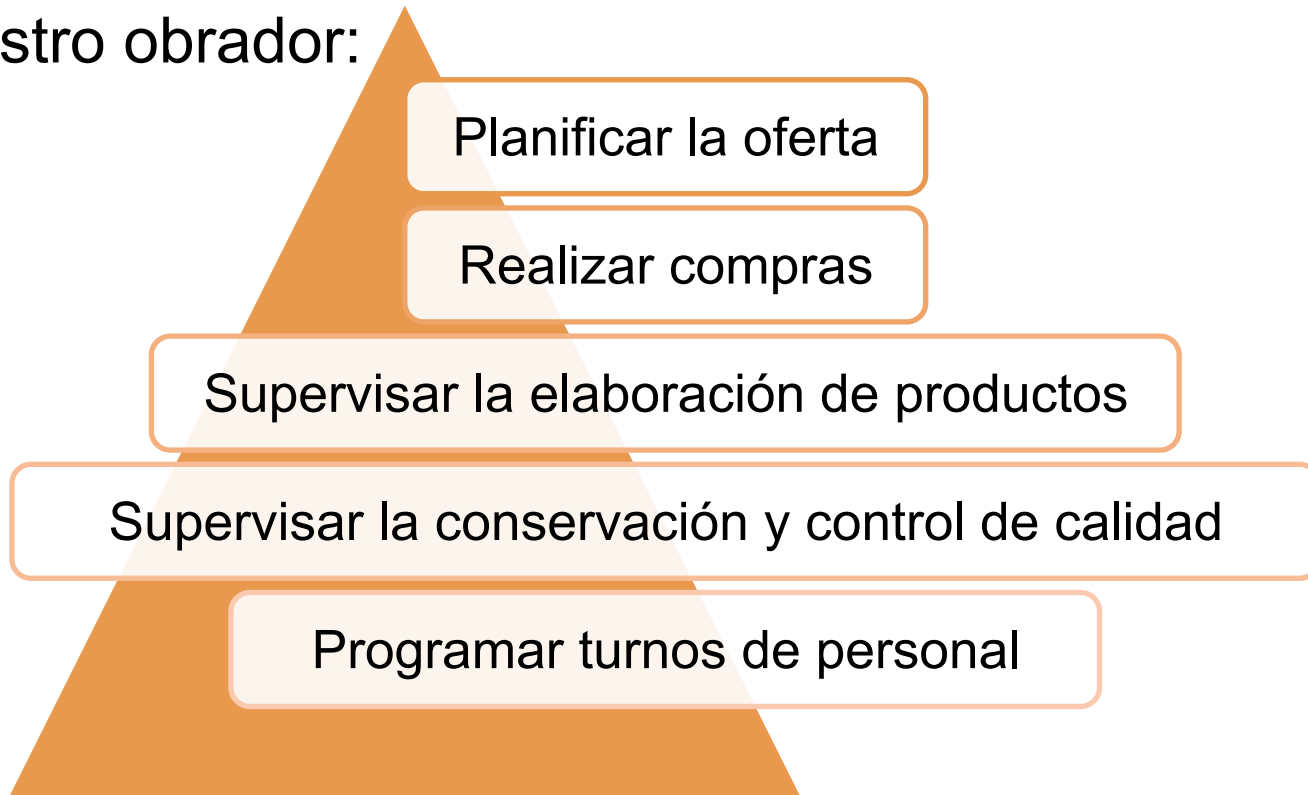 stro obrador:
Planificar la oferta
Realizar compras
Supervisar la elaboración de productos
Supervisar la conservación y control de calidad
Programar turnos de personal